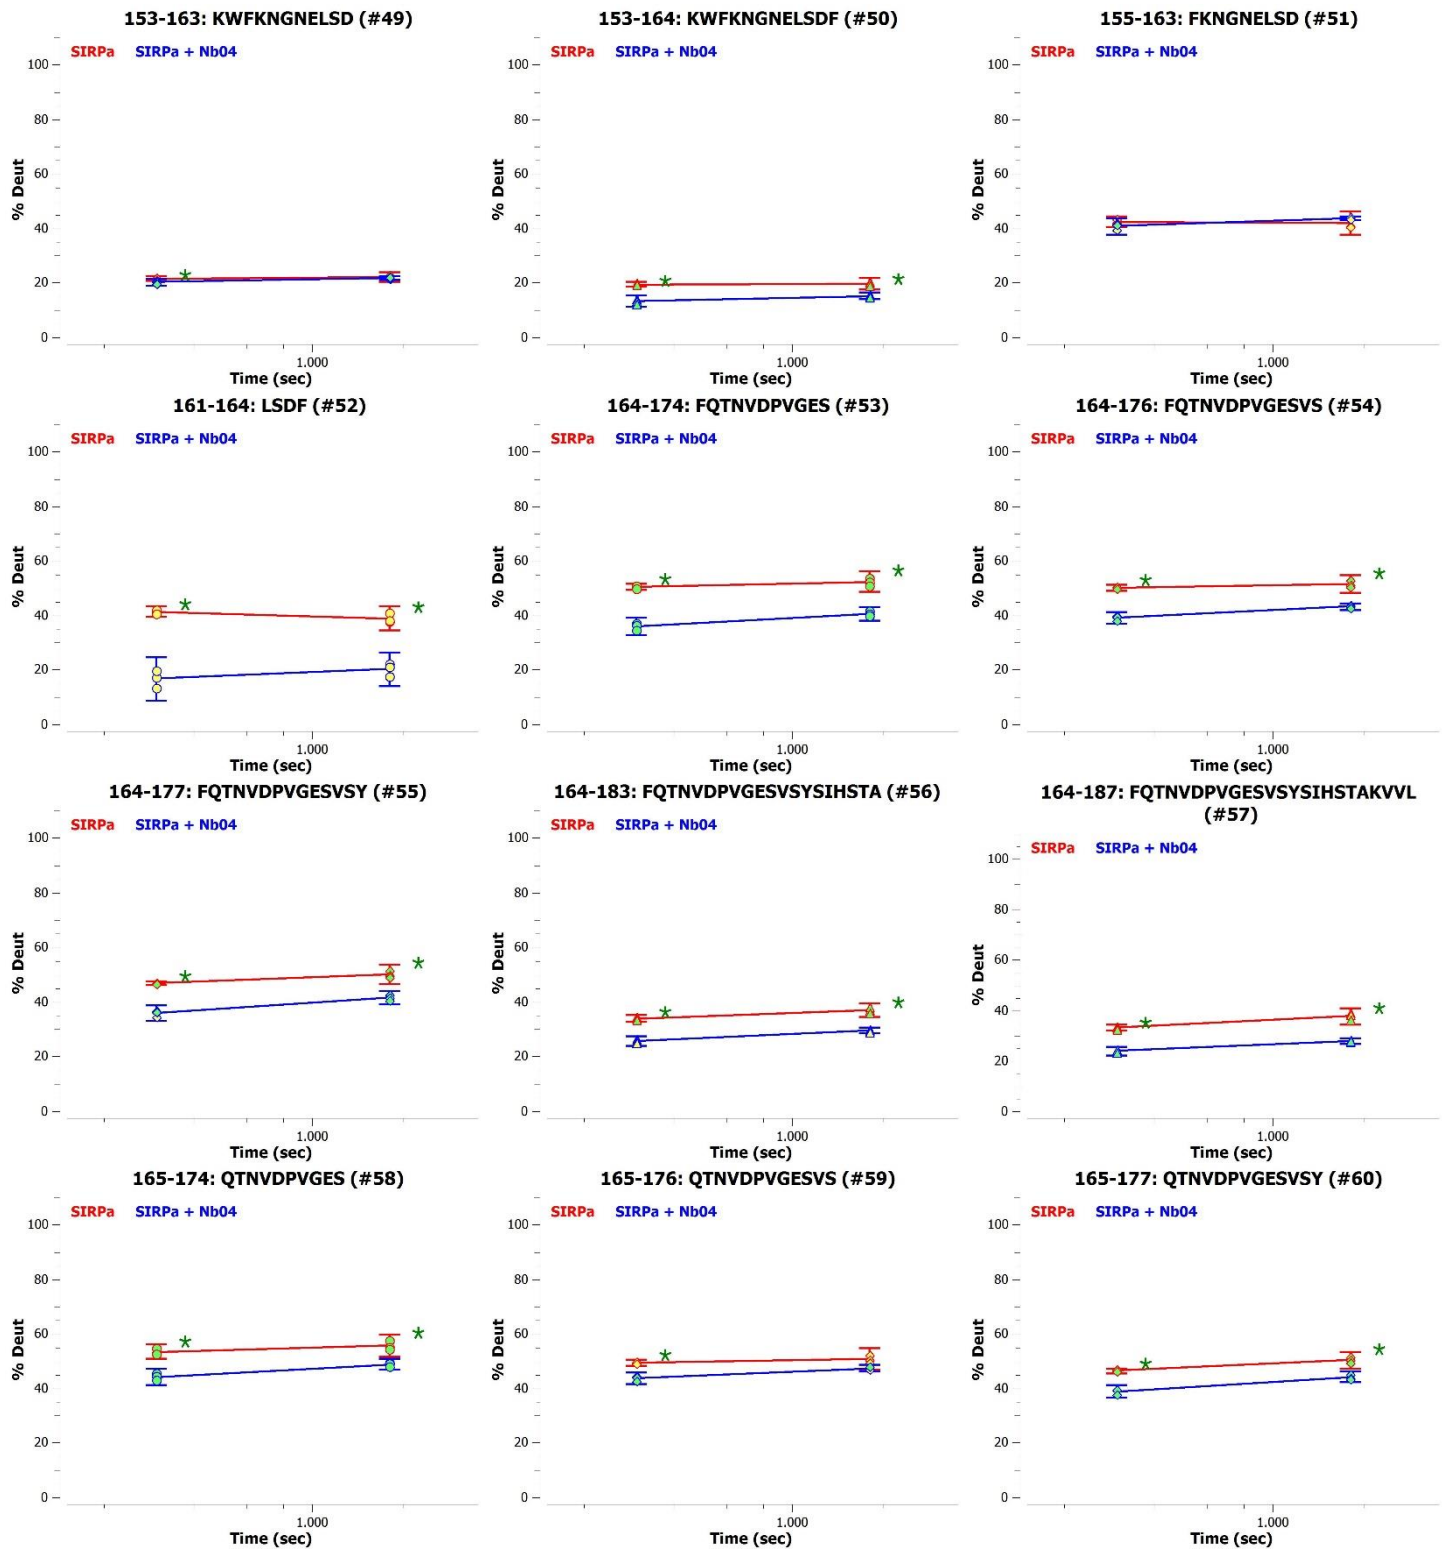 153-163: KWFKNGNELSD (#49)
SIRPa SIRPa + Nb04
100
80
60
40
20
0
% Deut
1.000
Time (sec)
153-164: KWFKNGNELSDF (#50)
SIRPa SIRPa + Nb04
100
80
60
40
20
0
% Deut
1.000
Time (sec)
155-163: FKNGNELSD (#51)
SIRPa SIRPa + Nb04
100
80
60
40
20
0
% Deut
1.000
Time (sec)
161-164: LSDF (#52)
SIRPa SIRPa + Nb04
100
80
60
40
20
0
% Deut
1.000
Time (sec)
164-174: FQTNVDPVGES (#53)
SIRPa SIRPa + Nb04
100
80
60
40
20
0
% Deut
1.000
Time (sec)
164-176: FQTNVDPVGESVS (#54)
SIRPa SIRPa + Nb04
100
80
60
40
20
0
% Deut
1.000
Time (sec)
164-177: FQTNVDPVGESVSY (#55)
SIRPa SIRPa + Nb04
100
80
60
40
20
0
% Deut
1.000
Time (sec)
164-183: FQTNVDPVGESVSYSIHSTA (#56)
SIRPa SIRPa + Nb04
100
80
60
40
20
0
% Deut
1.000
Time (sec)
164-187: FQTNVDPVGESVSYSIHSTAKVVL
(#57)
SIRPa SIRPa + Nb04
100
80
60
40
20
0
% Deut
1.000
Time (sec)
165-174: QTNVDPVGES (#58)
SIRPa SIRPa + Nb04
100
80
60
40
20
0
% Deut
1.000
Time (sec)
165-176: QTNVDPVGESVS (#59)
SIRPa SIRPa + Nb04
100
80
60
40
20
0
% Deut
1.000
Time (sec)
165-177: QTNVDPVGESVSY (#60)
SIRPa SIRPa + Nb04
100
80
60
40
20
0
% Deut
1.000
Time (sec)